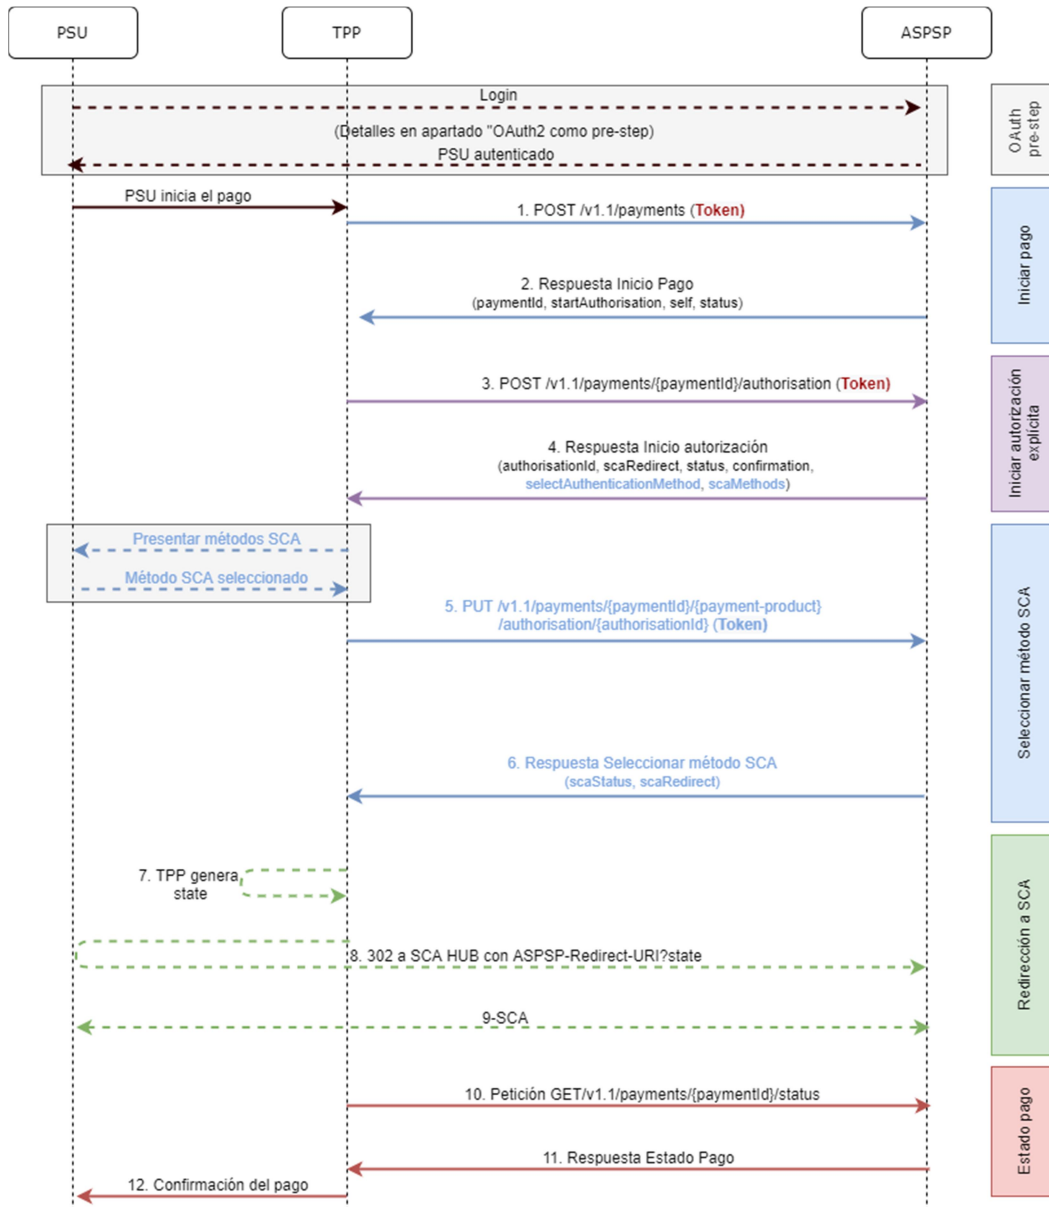 PSU
TPP
ASPSP
Login
(Detalles en apartado "OAuth2 como pre-step)
PSU autenticado
OAuth
pre-step
PSU inicia el pago
1. POST /v1.1/payments (Token)
2. Respuesta Inicio Pago
(paymentId, startAuthorisation, self, status)
Iniciar pago
3. POST /v1.1/payments/{paymentId}/authorisation (Token)
4. Respuesta Inicio autorización
(authorisationId, scaRedirect, status, confirmation,
selectAuthenticationMethod, scaMethods)
Iniciar autorización
explícita
Presentar métodos SCA
Método SCA seleccionado
5. PUT /v1.1/payments/{paymentId}/{payment-product}
/authorisation/{authorisationId} (Token)
6. Respuesta Seleccionar método SCA
(scaStatus, scaRedirect)
Seleccionar método SCA
7. TPP genera
state
8. 302 a SCA HUB con ASPSP-Redirect-URI?state
9-SCA
Redirección a SCA
10. Petición GET/v1.1/payments/{paymentId}/status
11. Respuesta Estado Pago
12. Confirmación del pago
Estado pago